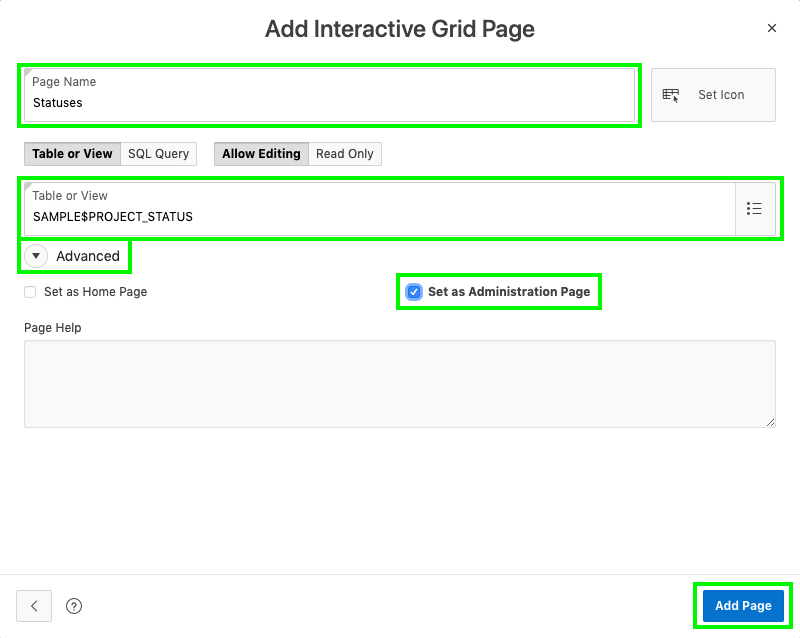 Add Interactive Grid Page
Page Name
Statuses
Set Icon
Table or View SQL Query Allow Editing Read Only
Table or View
SAMPLE$PROJECT_STATUS
Advanced
Set as Home Page Set as Administration Page
Page Help
Add Page